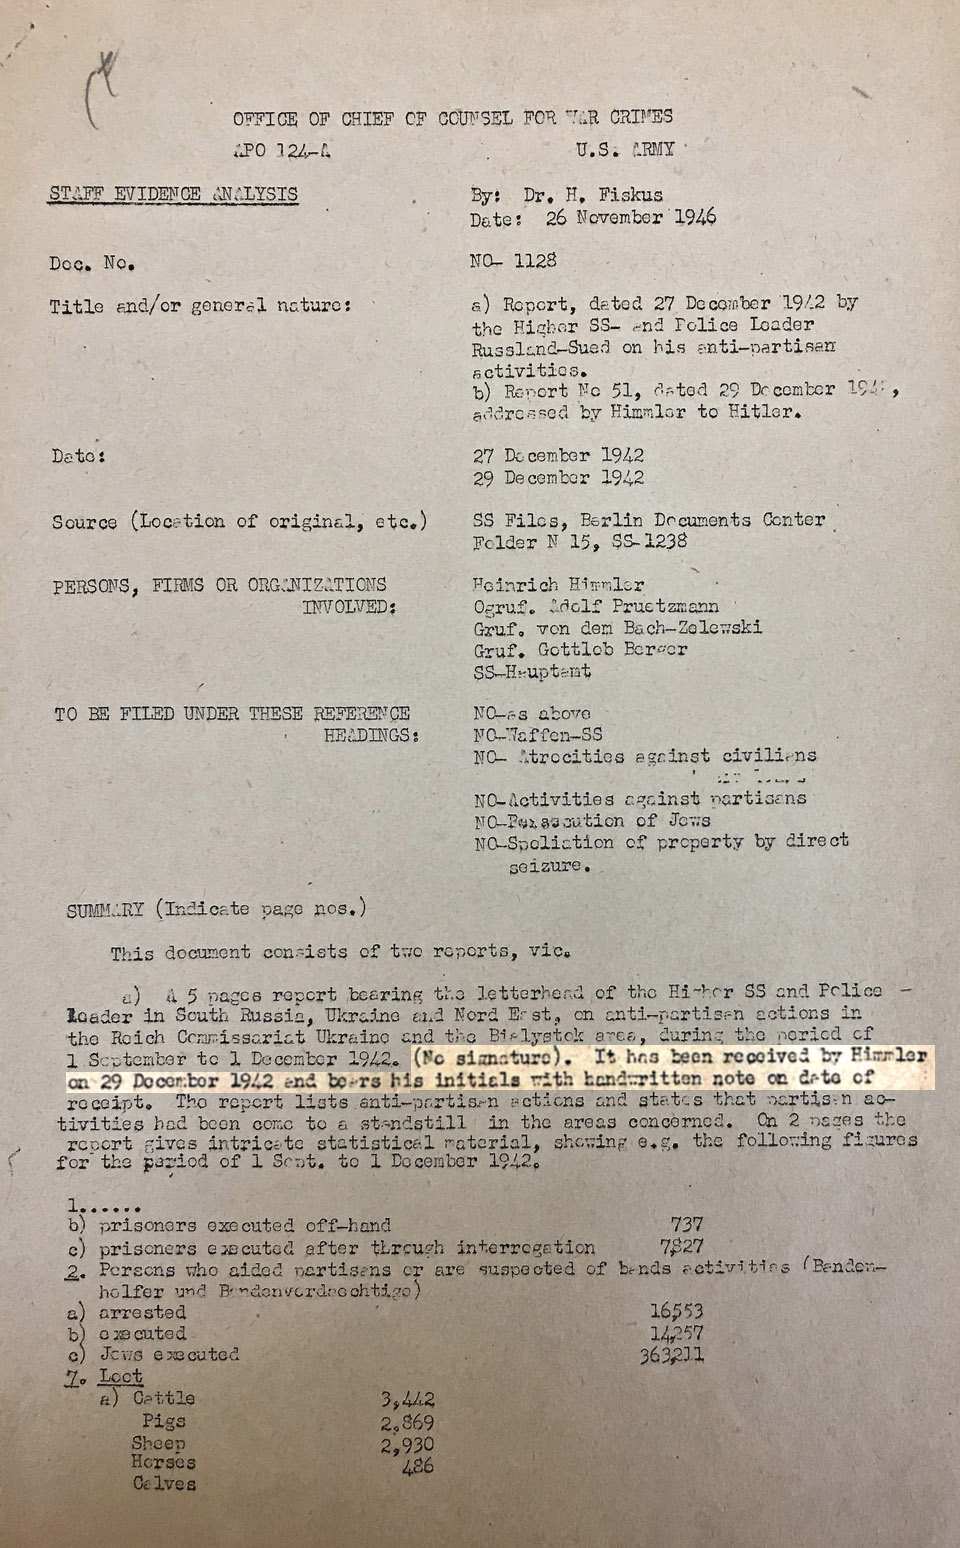 OFFICE OF CHIEF OF COUNSEL FOR WAR CRIMES
APO 124-A U.S. ARMY
STAFF EVIDENCE ANALYSIS By: Dr. H. Fiskus
Date: 26 November 1946
Doc. No. NO- 1128
Title and/or general nature: a) Report, dated 27 December 1942 by
the Higher SS- and Police Leader
Russland-Sued on his anti-partisan
activities.
b) Report No 51, dated 29 December
addressed by Himmler to Hitler.
Date: 27 December 1942
29 December 1942
Source (Location of original, etc.) SS Files, Berlin Documents Center
Folder N 15, SS-1238
PERSONS, FIRMS OR ORGANIZATIONS Heinrich Himmler
INVOLVED: Ogruf. Adolf Pruetzmann
Gruf. von dem Bach-Zelewski
Gruf. Gottlob Berger
SS-Hauptamt
TO BE FILED UNDER THESE REFERENCE NO-as above
HEADINGS: NO-Waffen-SS
NO- Atrocities against civilians
NO-Activities against partisans
NO-Persecution of Jews
NO-Spoliation of property by direct
seizure.
SUMMARY (Indicate page nos.)
This document consists of two reports, vic.
a) A 5 pages report bearing the letterhead of the Higher SS and Police -
Leader in South Russia, Ukraine and Nord East, on anti-partisan actions in
the Reich Commissariat Ukraine and the Bialystok area, during the period of
1 September to 1 December 1942. (No signature). It has been received by Himmler
on 29 December 1942 and bears his initials with handwritten note on date of
receipt. The report lists anti-partisan actions and states that partisan ac-
tivities had been come to a standstill in the areas concerned. On 2 pages the
report gives intricate statistical material, showing e.g. the following figures
for the period of 1 Sept. to 1 December 1942.
1......
b) prisoners executed off-hand 737
c) prisoners executed after through interrogation 7,827
2. Persons who aided partisans or are suspected of bands activities (Banden-
helfer und Bandenverdaechtige)
a) arrested 16,553
b) executed 14,257
c) Jews executed 363,211
7. Loot
a) Cattle 3,442
Pigs 2,869
Sheep 2,930
Horses 486
Calves